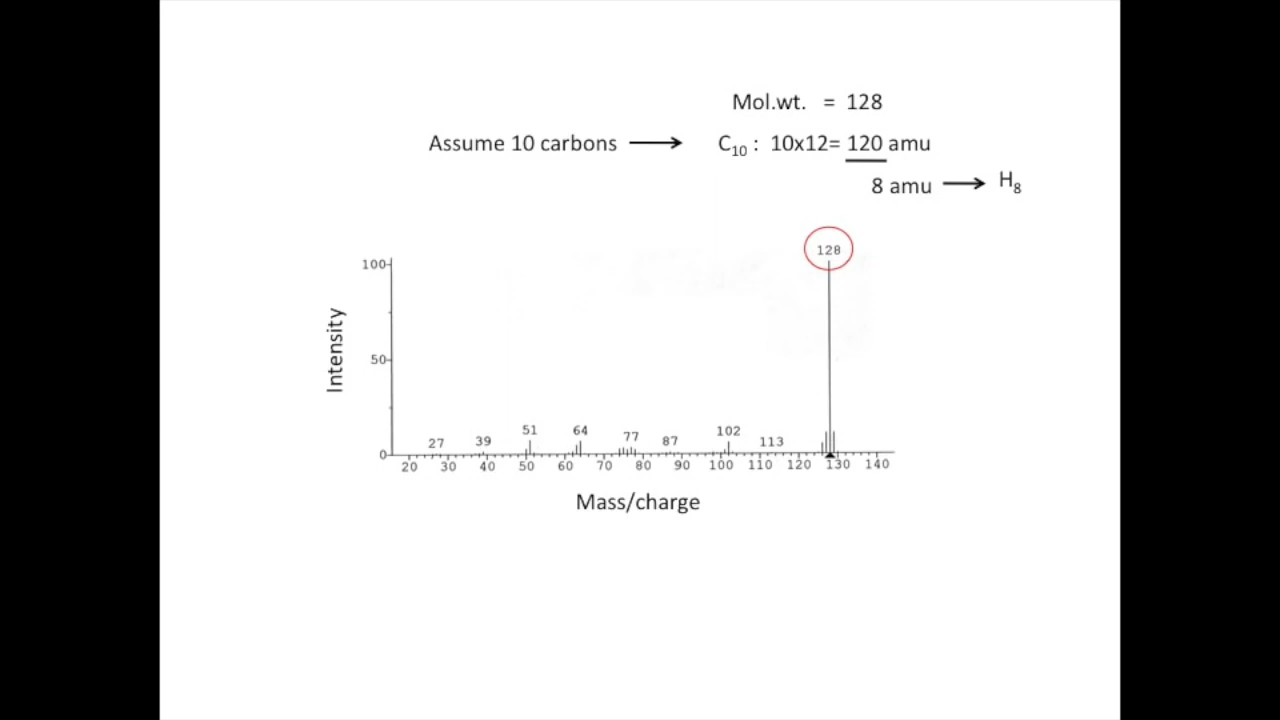 Mol.wt. = 128
Assume 10 carbons ⟶ C₁₀ : 10x12= 120 amu
8 amu ⟶ H₈
128
100
Intensity
50
27 39 51 64 77 87 102 113
0
20 30 40 50 60 70 80 90 100 110 120 130 140
Mass/charge